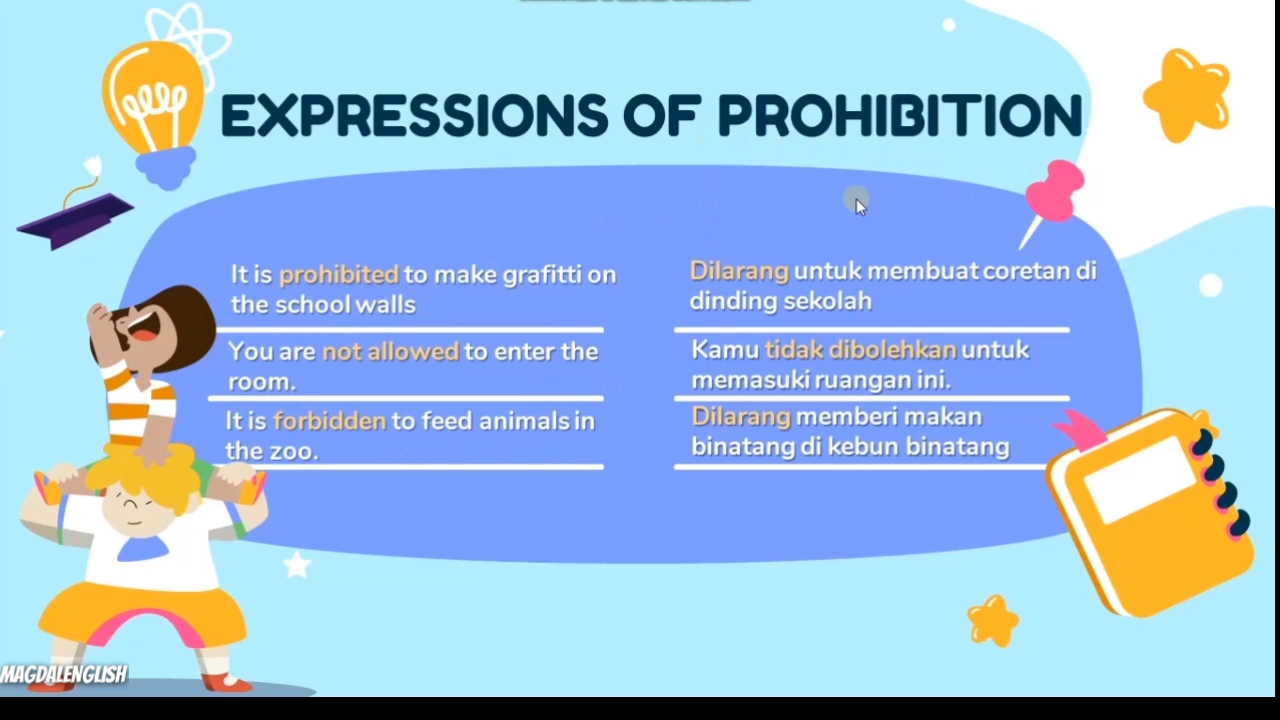 EXPRESSIONS OF PROHIBITION
It is prohibited to make grafitti on
the school walls
Dilarang untuk membuat coretan di
dinding sekolah
You are not allowed to enter the
room.
Kamu tidak dibolehkan untuk
memasuki ruangan ini.
It is forbidden to feed animals in
the zoo.
Dilarang memberi makan
binatang di kebun binatang
MAGDALENGLISH